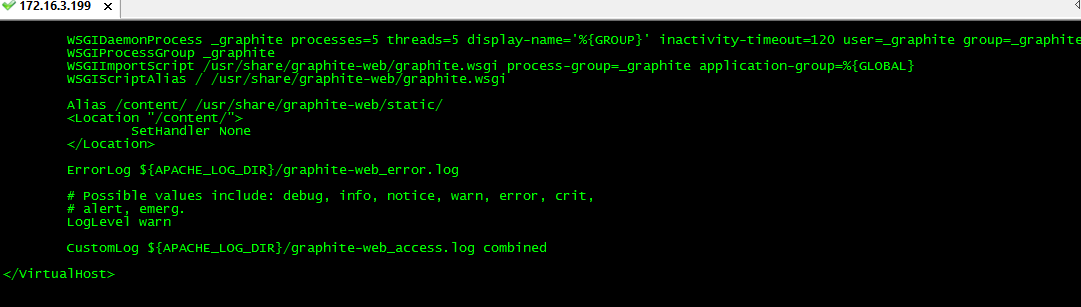 172.16.3.199
WSGIDaemonProcess _graphite processes=5 threads=5 display-name='%{GROUP}' inactivity-timeout=120 user=_graphite group=_graphite
WSGIProcessGroup _graphite
WSGIImportScript /usr/share/graphite-web/graphite.wsgi process-group=_graphite application-group=%{GLOBAL}
WSGIScriptAlias / /usr/share/graphite-web/graphite.wsgi
Alias /content/ /usr/share/graphite-web/static/
<Location "/content/">
SetHandler None
</Location>
ErrorLog ${APACHE_LOG_DIR}/graphite-web_error.log
# Possible values include: debug, info, notice, warn, error, crit,
# alert, emerg.
LogLevel warn
CustomLog ${APACHE_LOG_DIR}/graphite-web_access.log combined
</VirtualHost>